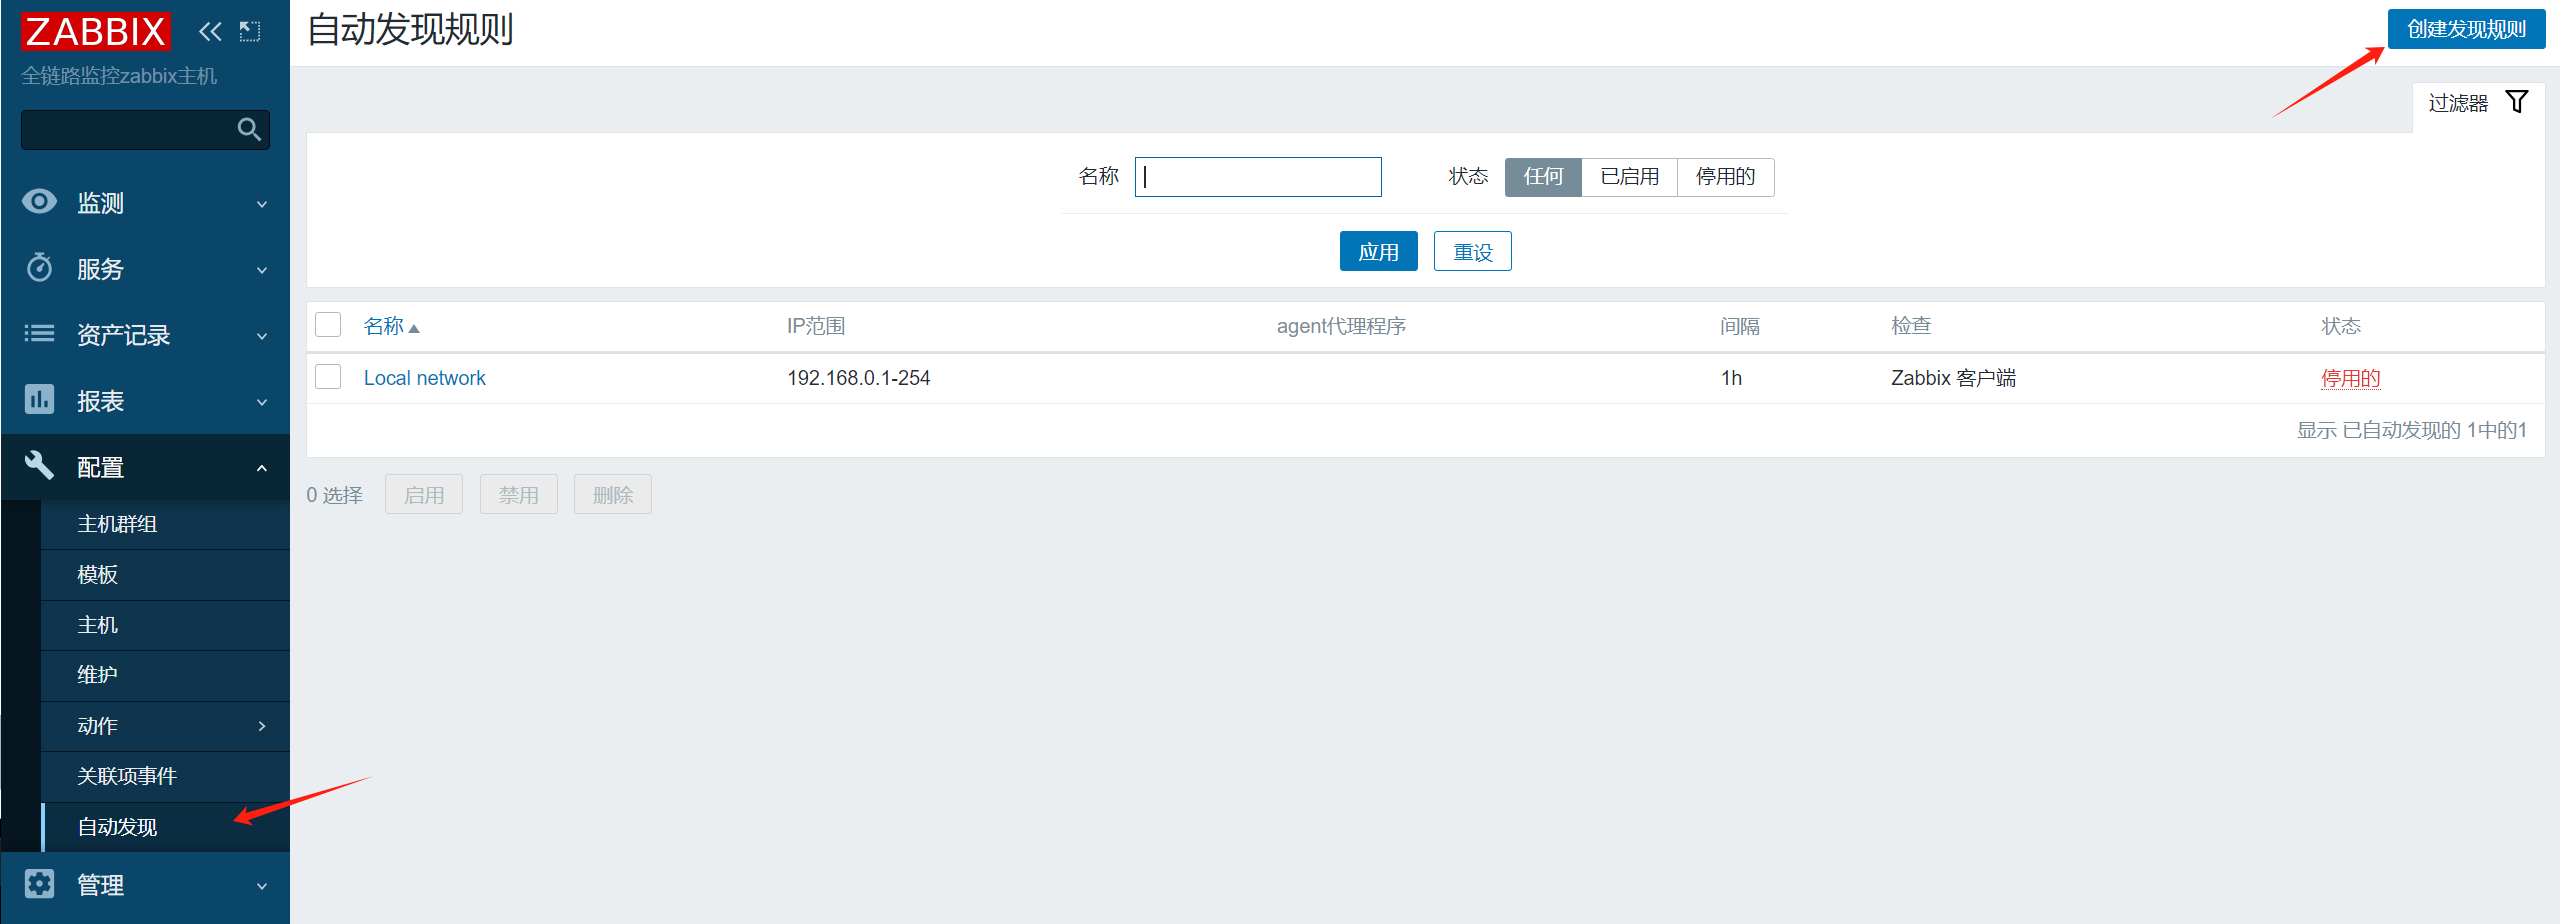 ZABBIX
全链路监控zabbix主机
监测
服务
资产记录
报表
配置
主机群组
模板
主机
维护
动作
关联项事件
自动发现
管理
自动发现规则
创建发现规则
过滤器
名称
状态 任何 已启用 停用的
应用 重设
名称 IP范围 agent代理程序 间隔 检查 状态
Local network 192.168.0.1-254 1h Zabbix 客户端 停用的
显示 已自动发现的 1中的1
0 选择 启用 禁用 删除